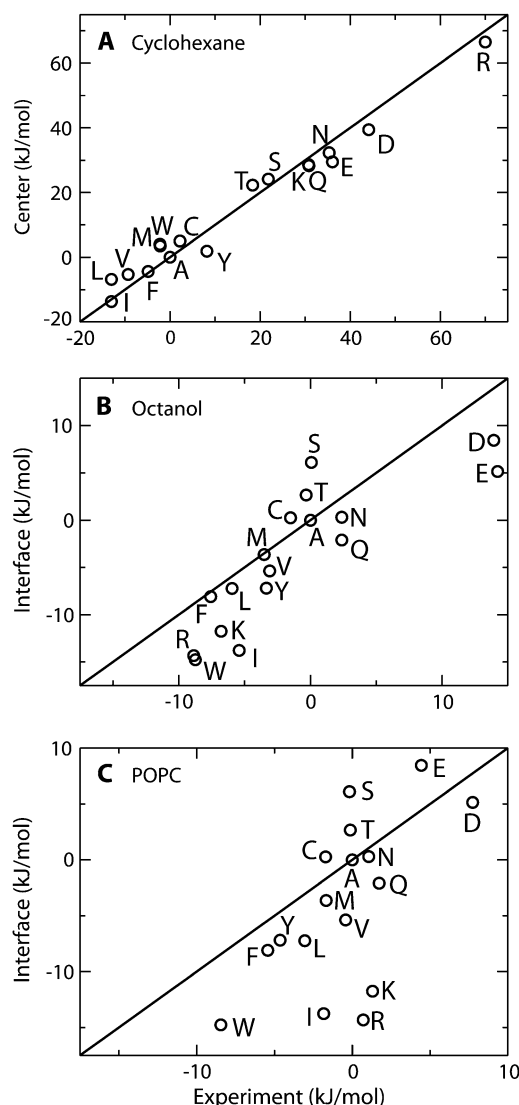 A Cyclohexane
60
R
40
N
D
S
E
T
K Q
20
Center (kJ/mol)
W
M C
V
Y
L
0
A
F
I
-20
-20 0 20 40 60
B Octanol
10
S
D
E
T
C
N
0
A
M
Q
V
Interface (kJ/mol)
Y
L
F
-10
K
R
I
W
-10 0 10
10
C POPC
E
S
D
T
C
N
0
A
Q
M
V
Y
L
F
Interface (kJ/mol)
-10
K
I
R
W
-10 0 10
Experiment (kJ/mol)